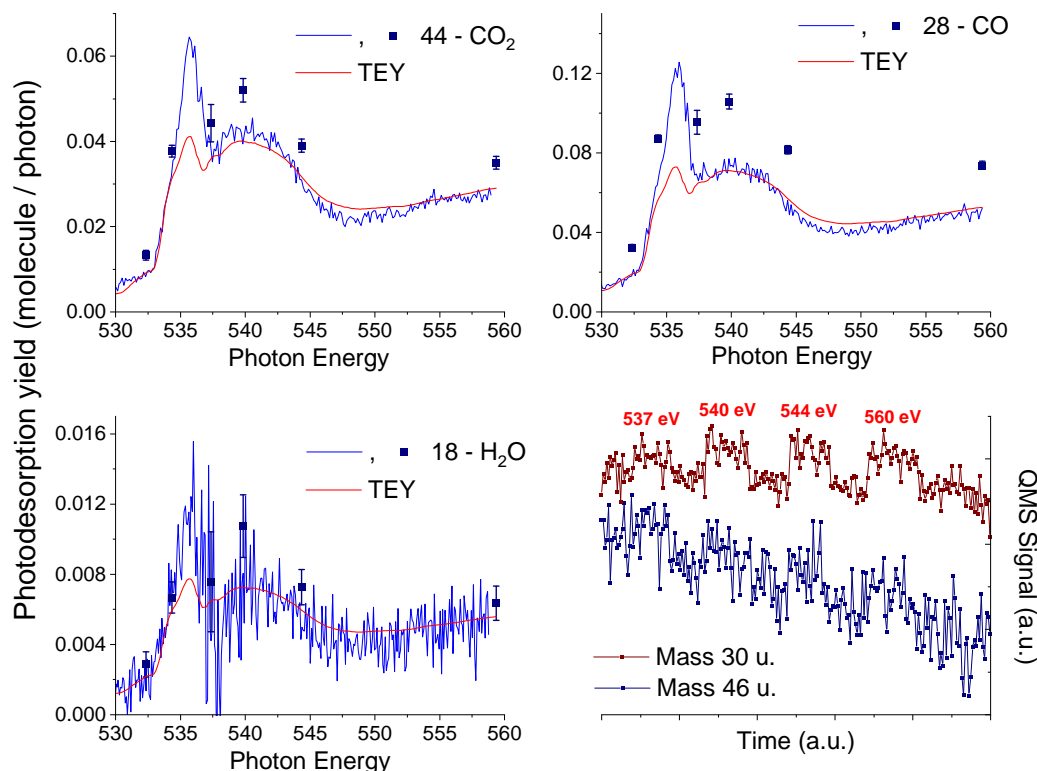 Photodesorption yield (molecule / photon)
0.06
0.04
0.02
0.00
, 44 - CO₂
TEY
530 535 540 545 550 555 560
Photon Energy
0.12
0.08
0.04
0.00
, 28 - CO
TEY
530 535 540 545 550 555 560
Photon Energy
0.016
0.012
0.008
0.004
0.000
, 18 - H₂O
TEY
530 535 540 545 550 555 560
Photon Energy
537 eV 540 eV 544 eV 560 eV
Mass 30 u.
Mass 46 u.
Time (a.u.)
QMS Signal (a.u.)